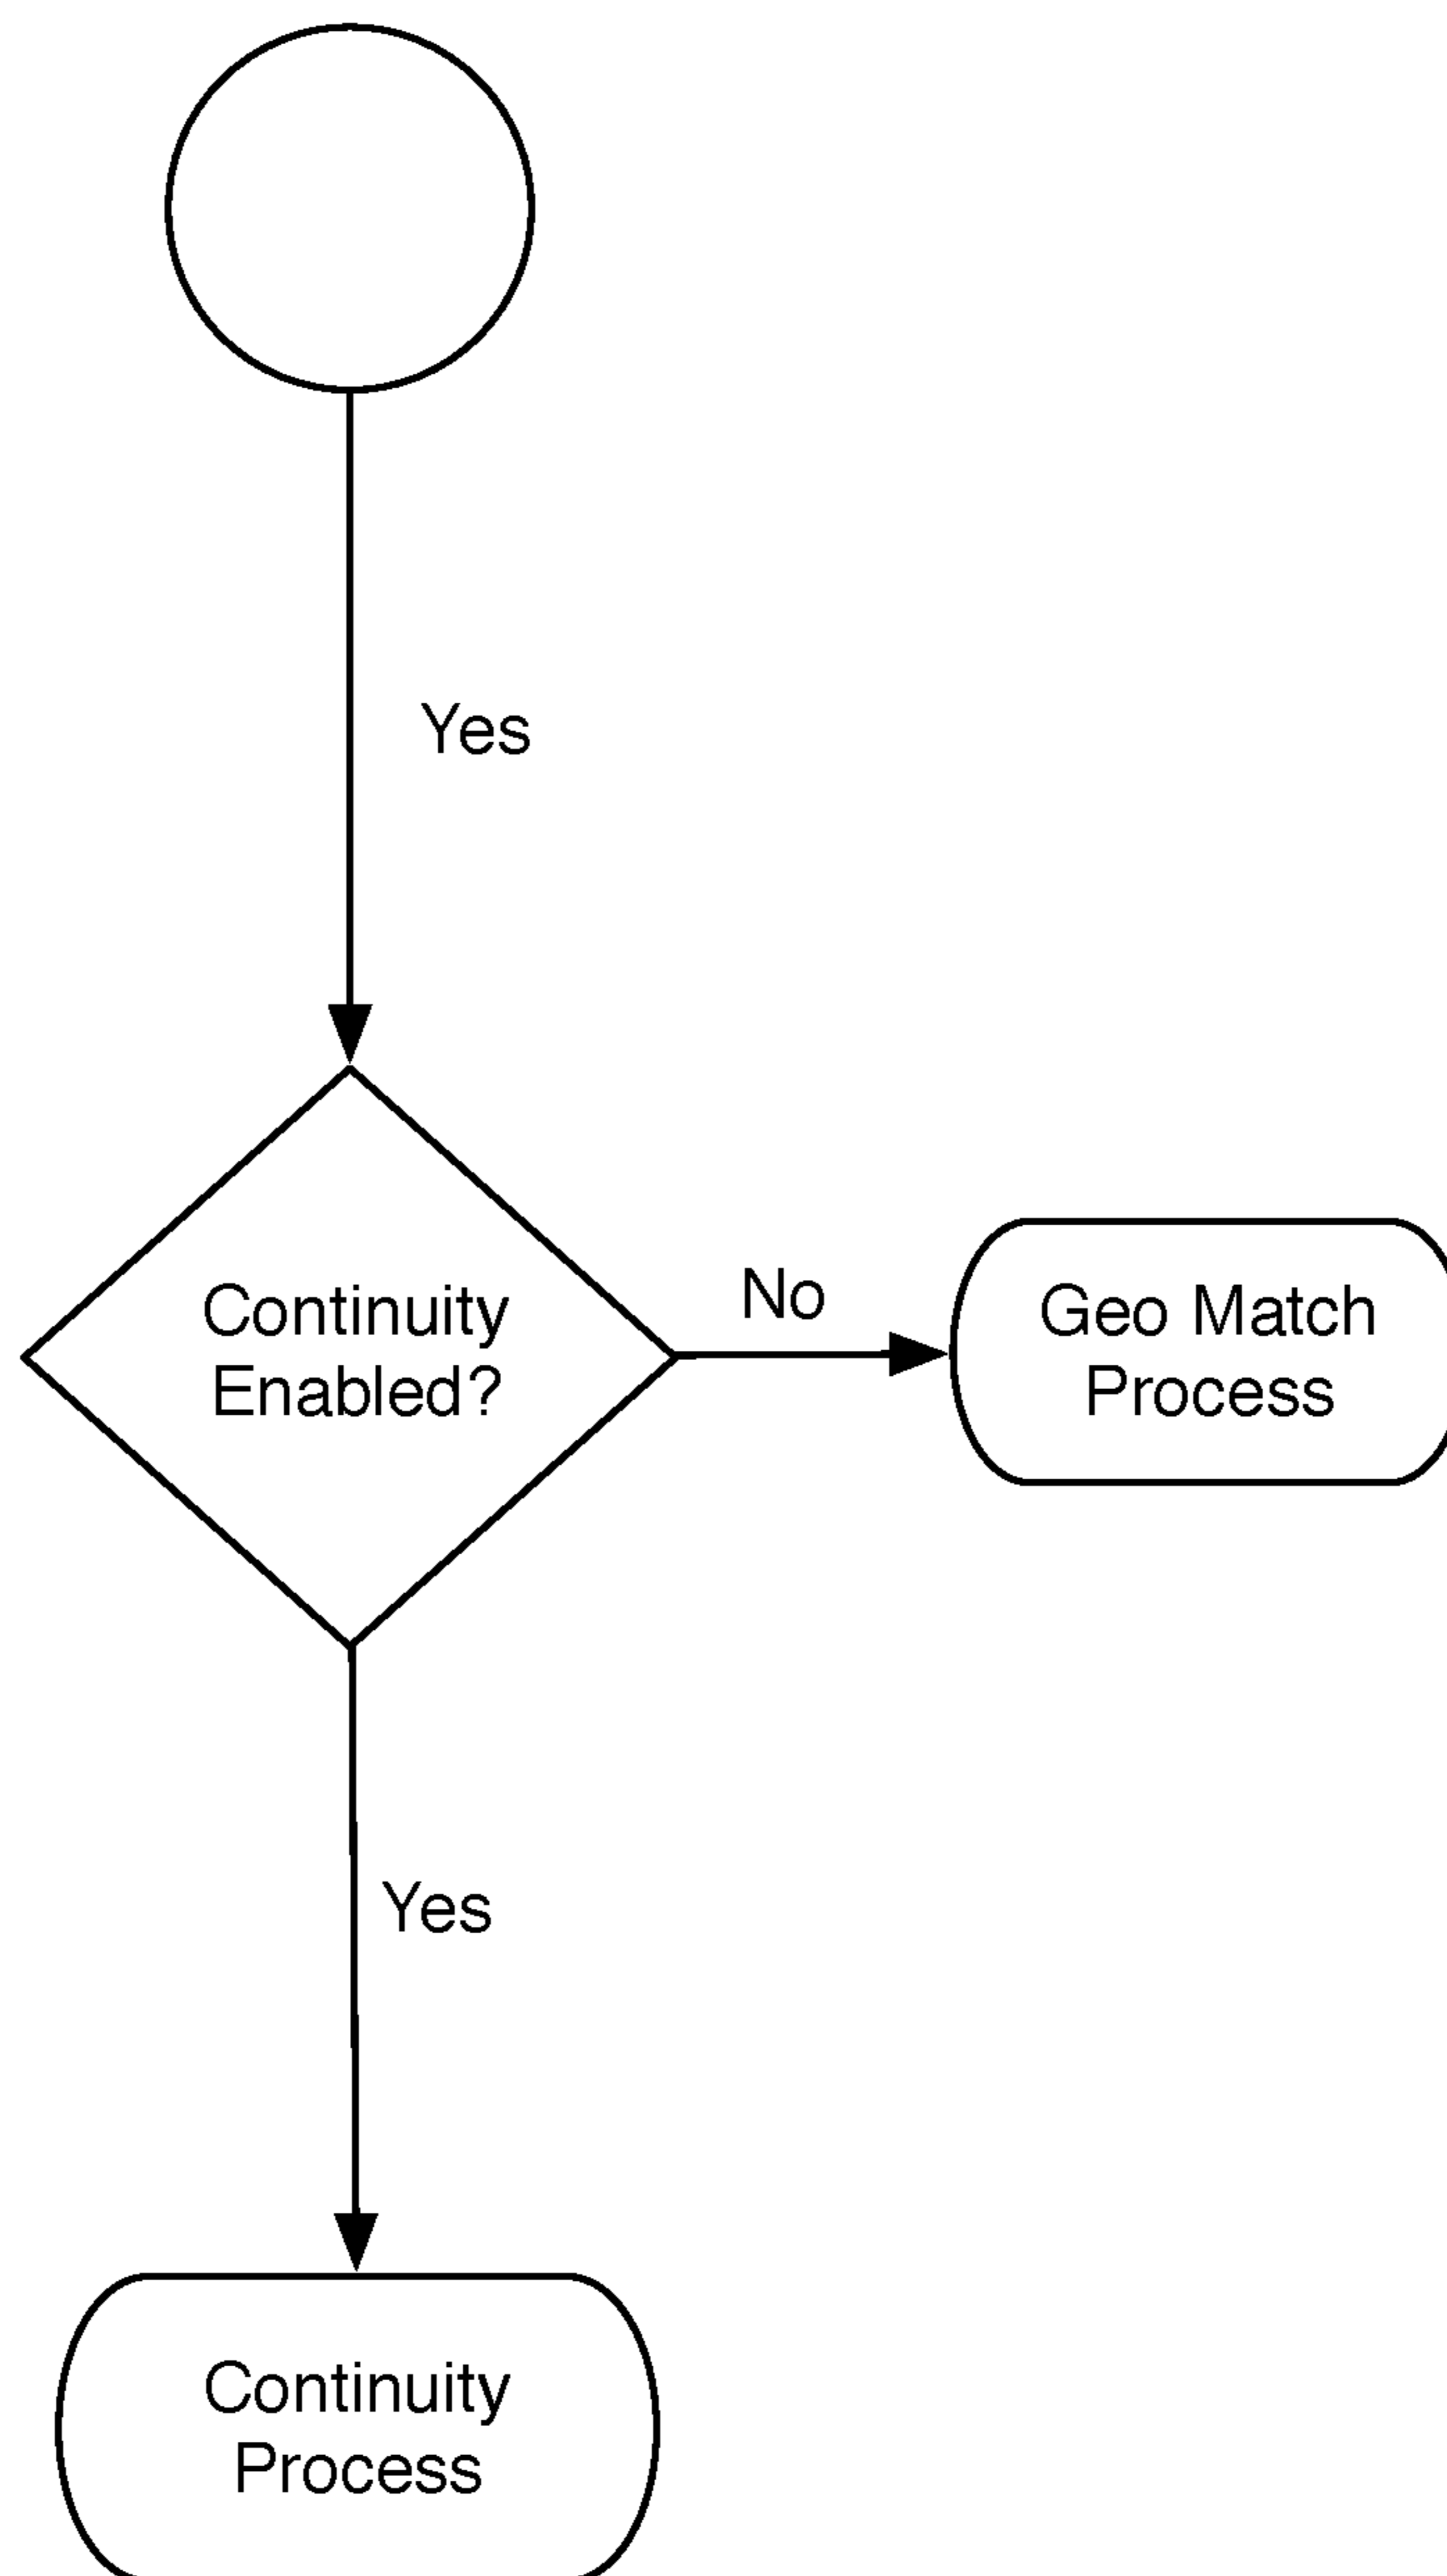 Yes
Continuity
Enabled?
No
Geo Match
Process
Yes
Continuity
Process